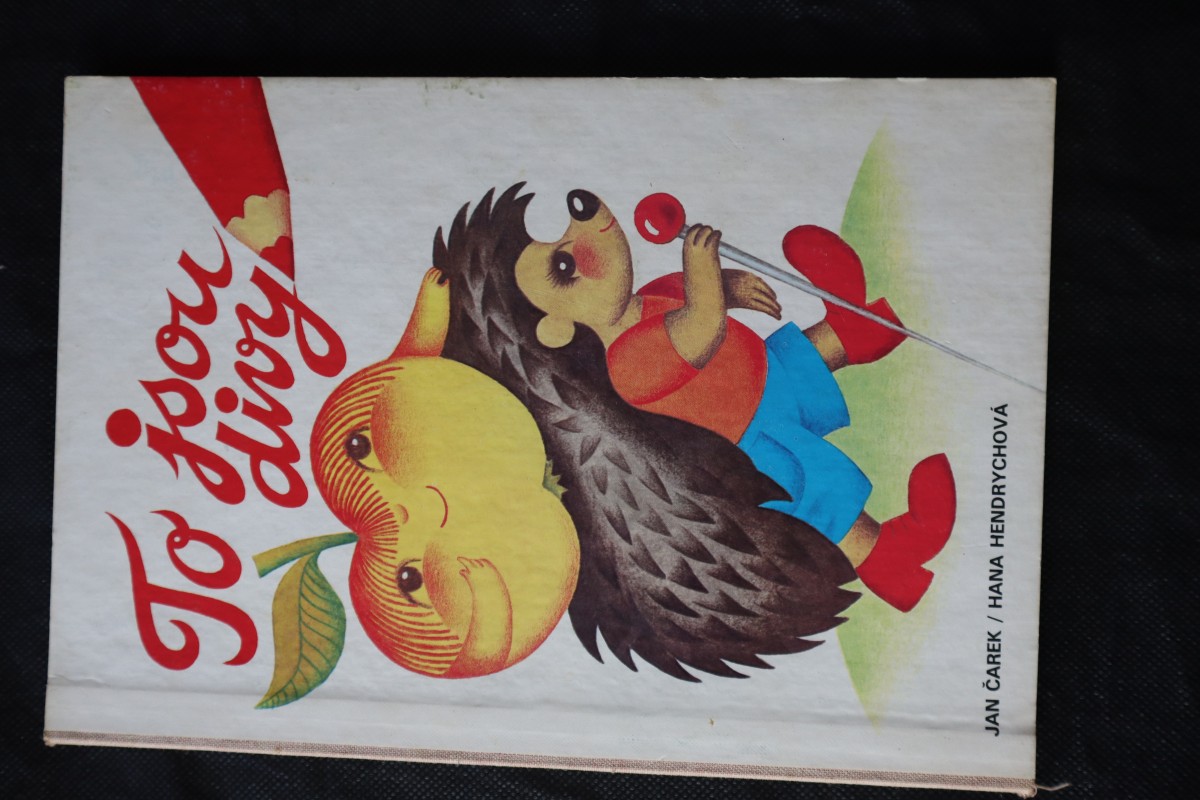 To jsou
divy
JAN ČAREK / HANA HENDRYCHOVÁ